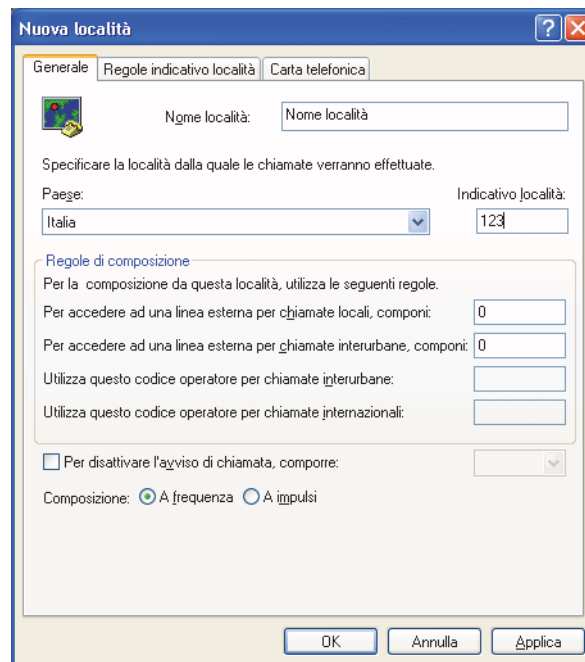 Nuova località
Generale Regole indicativo località Carta telefonica
Nome località: Nome località
Specificare la località dalla quale le chiamate verranno effettuate.
Paese: Indicativo località:
Italia 123
Regole di composizione
Per la composizione da questa località, utilizza le seguenti regole.
Per accedere ad una linea esterna per chiamate locali, componi: 0
Per accedere ad una linea esterna per chiamate interurbane, componi: 0
Utilizza questo codice operatore per chiamate interurbane:
Utilizza questo codice operatore per chiamate internazionali:
Per disattivare l'avviso di chiamata, comporre:
Composizione: A frequenza A impulsi
OK Annulla Applica